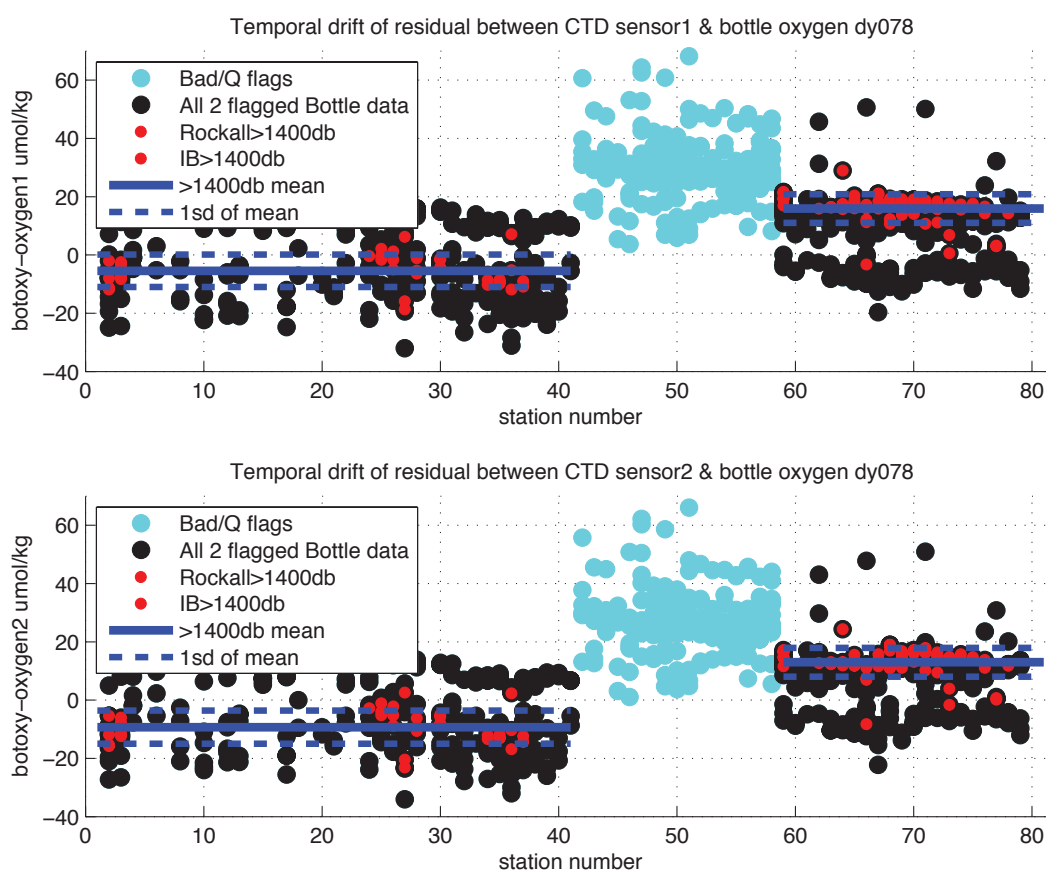 Temporal drift of residual between CTD sensor1 & bottle oxygen dy078
botoxy−oxygen1 umol/kg
60
40
20
0
−20
−40
Bad/Q flags
All 2 flagged Bottle data
Rockall>1400db
IB>1400db
>1400db mean
1sd of mean
0 10 20 30 40 50 60 70 80
station number
Temporal drift of residual between CTD sensor2 & bottle oxygen dy078
botoxy−oxygen2 umol/kg
60
40
20
0
−20
−40
Bad/Q flags
All 2 flagged Bottle data
Rockall>1400db
IB>1400db
>1400db mean
1sd of mean
0 10 20 30 40 50 60 70 80
station number